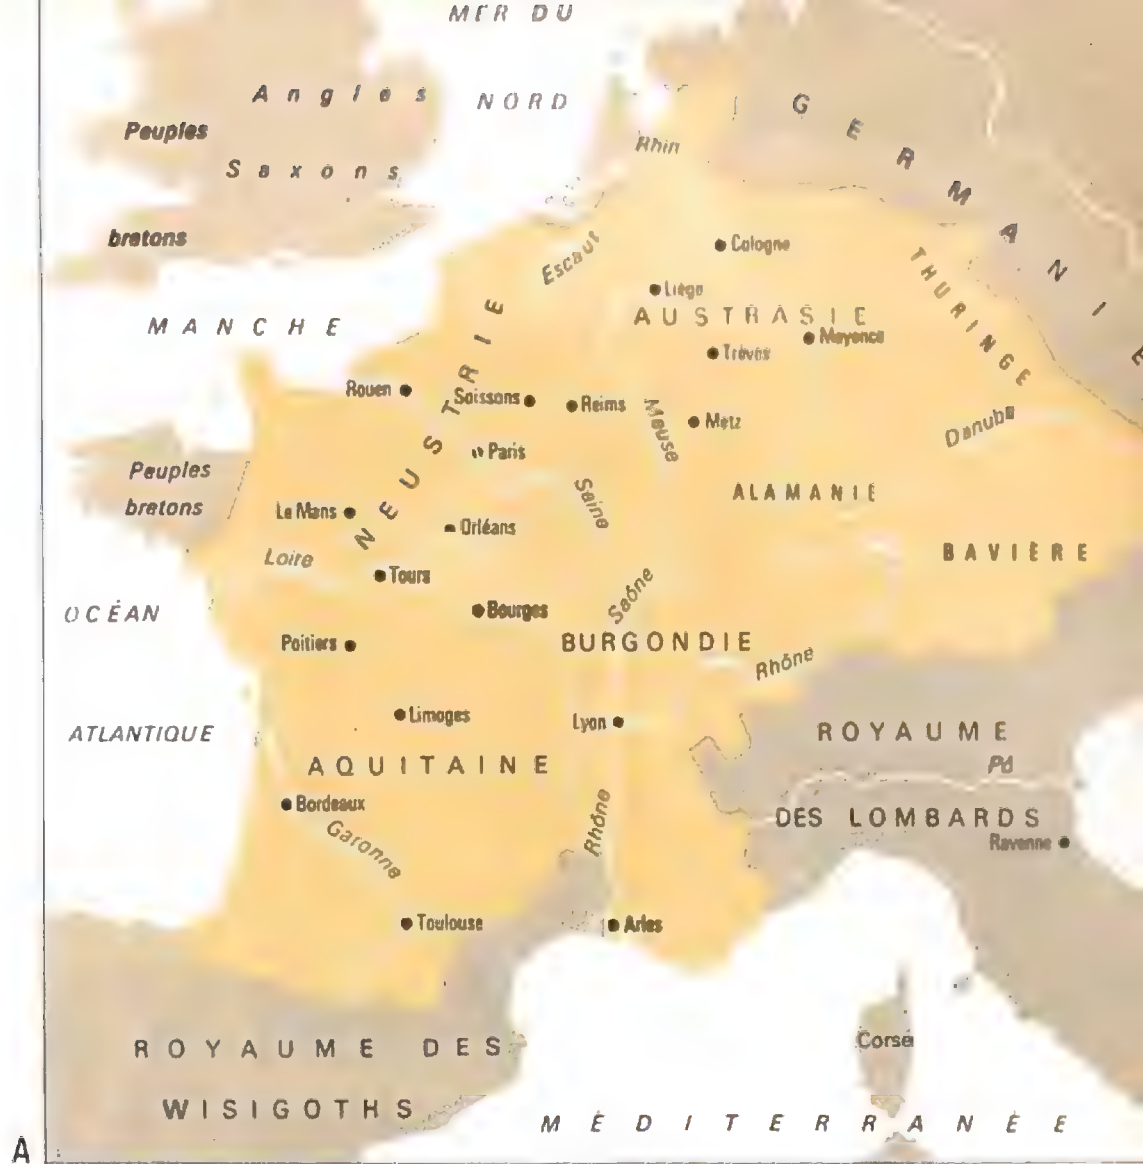 MER DU
NORD
Angles
Peuples
Saxons
bretons
GERMANIE
Rhin
Escaut
Cologne
Liège
AUSTRASIE
THURINGE
MANCHE
Mayence
Trèves
NEUSTRIE
Rouen
Soissons
Reims
Meuse
Metz
Danube
Paris
Peuples
bretons
Seine
ALAMANIE
Le Mans
Orléans
Loire
BAVIÈRE
Tours
Saône
OCÉAN
Bourges
Poitiers
BURGONDIE
Rhône
Limoges
Lyon
ATLANTIQUE
ROYAUME
AQUITAINE
Pô
Bordeaux
Rhône
DES LOMBARDS
Garonne
Ravenne
Toulouse
Arles
Corse
ROYAUME DES
WISIGOTHS
MÉDITERRANÉE
A